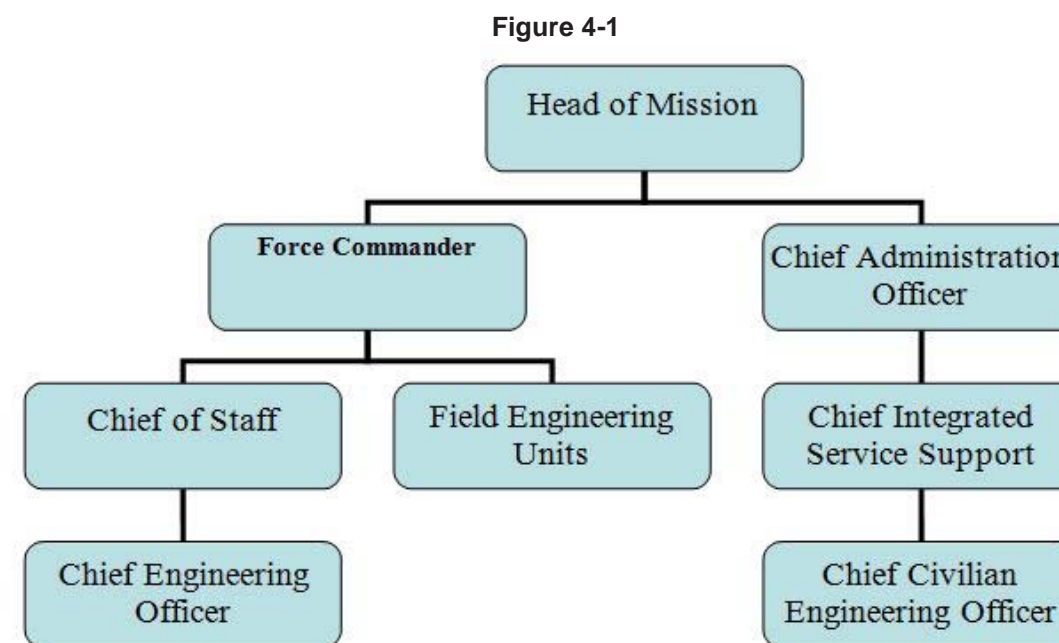 Figure 4-1
Head of Mission
Force Commander
Chief Administration
Officer
Chief of Staff
Field Engineering
Units
Chief Integrated
Service Support
Chief Engineering
Officer
Chief Civilian
Engineering Officer